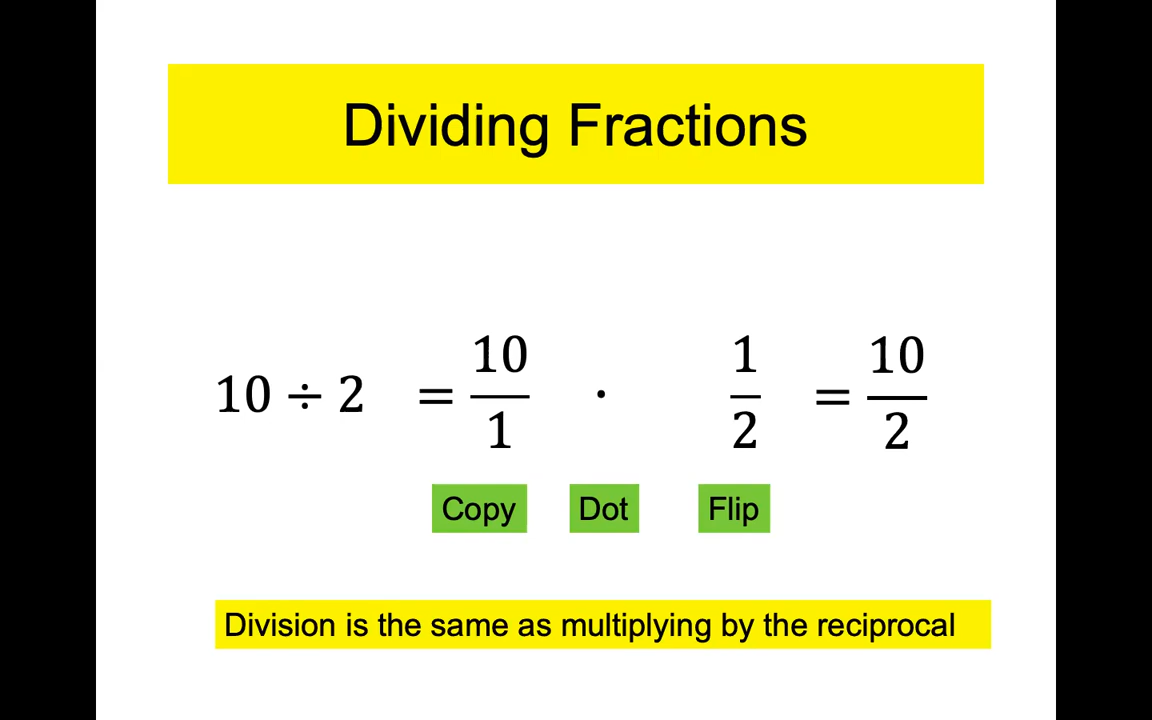 Dividing Fractions
10 ÷ 2 = 10/1 · 1/2 = 10/2
Copy Dot Flip
Division is the same as multiplying by the reciprocal